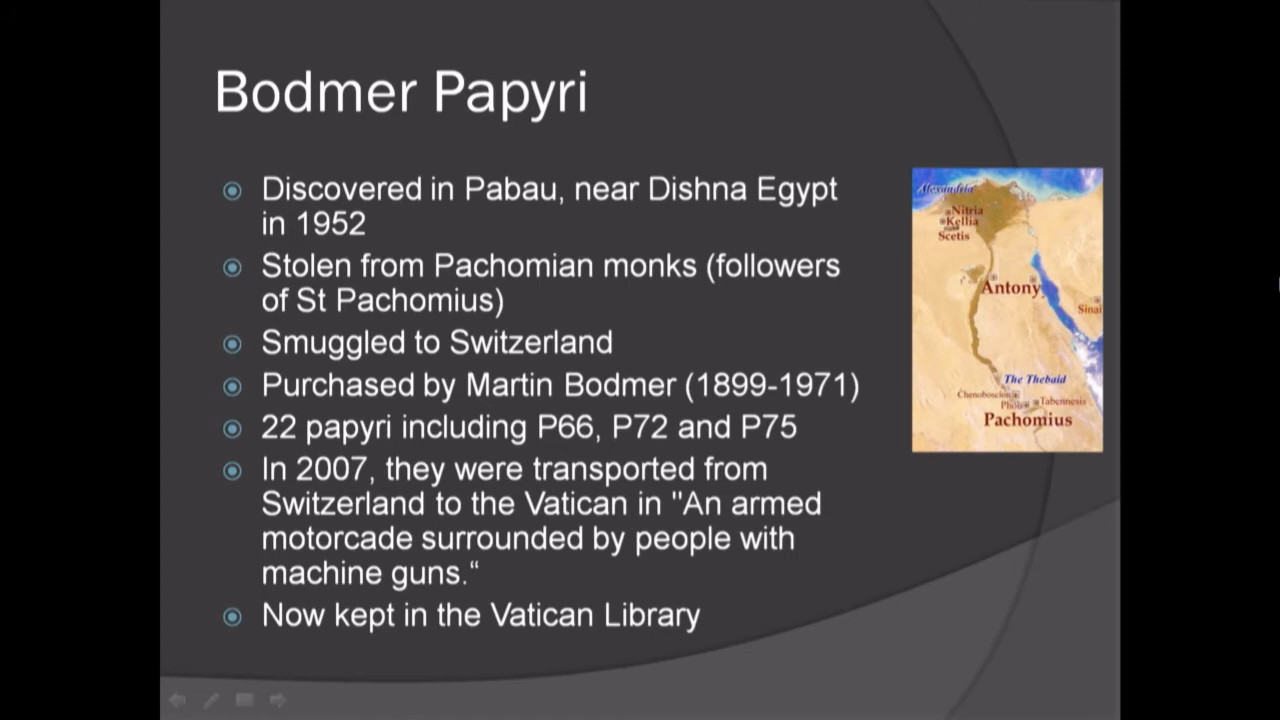 Bodmer Papyri
Discovered in Pabau, near Dishna Egypt
in 1952
Stolen from Pachomian monks (followers
of St Pachomius)
Smuggled to Switzerland
Purchased by Martin Bodmer (1899-1971)
22 papyri including P66, P72 and P75
In 2007, they were transported from
Switzerland to the Vatican in "An armed
motorcade surrounded by people with
machine guns.“
Now kept in the Vatican Library
Alexandria
Nitria
Kellia
Scetis
Antony
Sinai
The Thebaid
Chenoboscion
Tabennesis
Pachomius